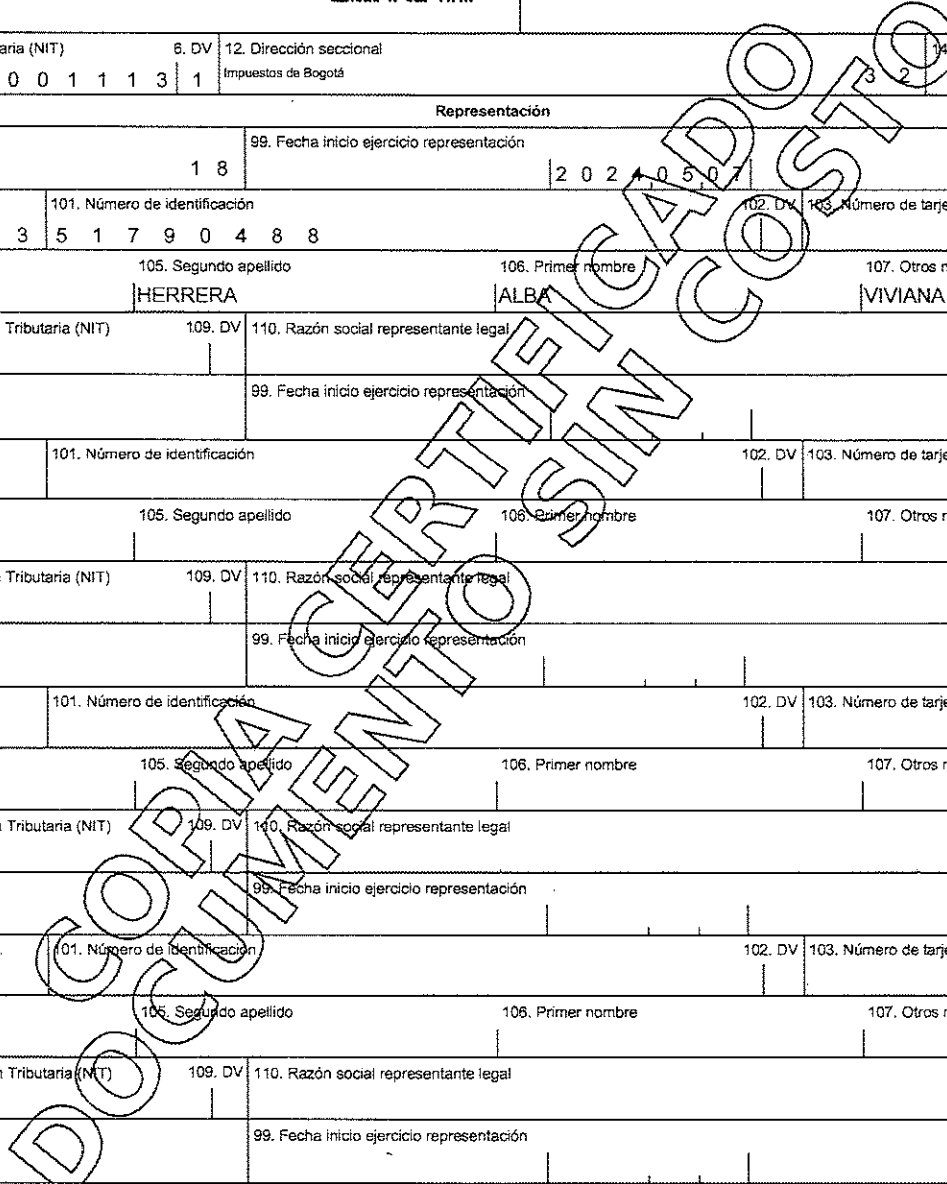 aria (NIT) 6. DV 12. Dirección seccional 14
0 0 1 1 1 3 1 Impuestos de Bogotá 3 2
Representación
99. Fecha inicio ejercicio representación
1 8 2 0 2 4 0 5 0 7
101. Número de identificación 102. DV 103. Número de tarje
3 5 1 7 9 0 4 8 8
105. Segundo apellido 106. Primer nombre 107. Otros n
HERRERA ALBA VIVIANA
Tributaria (NIT) 109. DV 110. Razón social representante legal
99. Fecha inicio ejercicio representación
101. Número de identificación 102. DV 103. Número de tarje
105. Segundo apellido 106. Primer nombre 107. Otros n
Tributaria (NIT) 109. DV 110. Razón social representante legal
99. Fecha inicio ejercicio representación
101. Número de identificación 102. DV 103. Número de tarje
105. Segundo apellido 106. Primer nombre 107. Otros n
Tributaria (NIT) 109. DV 110. Razón social representante legal
99. Fecha inicio ejercicio representación
101. Número de identificación 102. DV 103. Número de tarje
105. Segundo apellido 106. Primer nombre 107. Otros n
Tributaria (NIT) 109. DV 110. Razón social representante legal
99. Fecha inicio ejercicio representación
COPIA CERTIFICADO
DOCUMENTO SIN COSTO